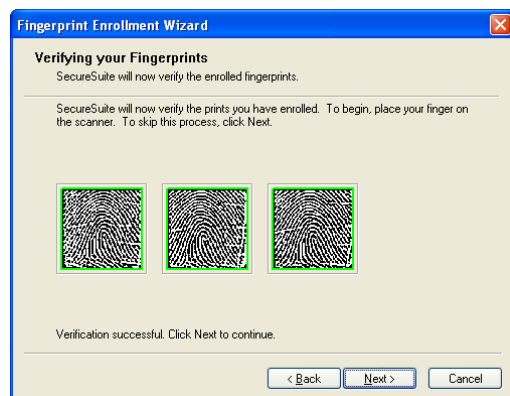 Fingerprint Enrollment Wizard
Verifying your Fingerprints
SecureSuite will now verify the enrolled fingerprints.
SecureSuite will now verify the prints you have enrolled. To begin, place your finger on
the scanner. To skip this process, click Next.
Verification successful. Click Next to continue.
< Back Next > Cancel